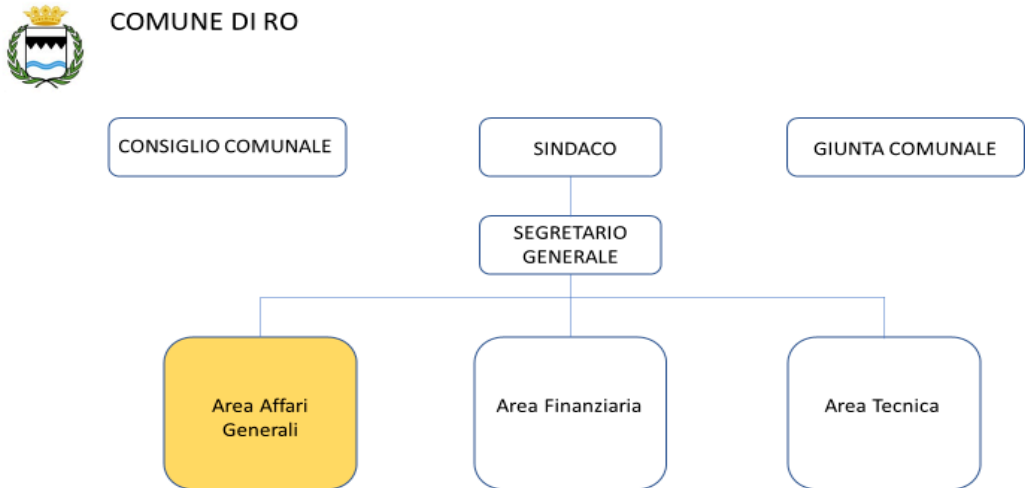 COMUNE DI RO
CONSIGLIO COMUNALE
SINDACO
GIUNTA COMUNALE
SEGRETARIO
GENERALE
Area Affari
Generali
Area Finanziaria
Area Tecnica